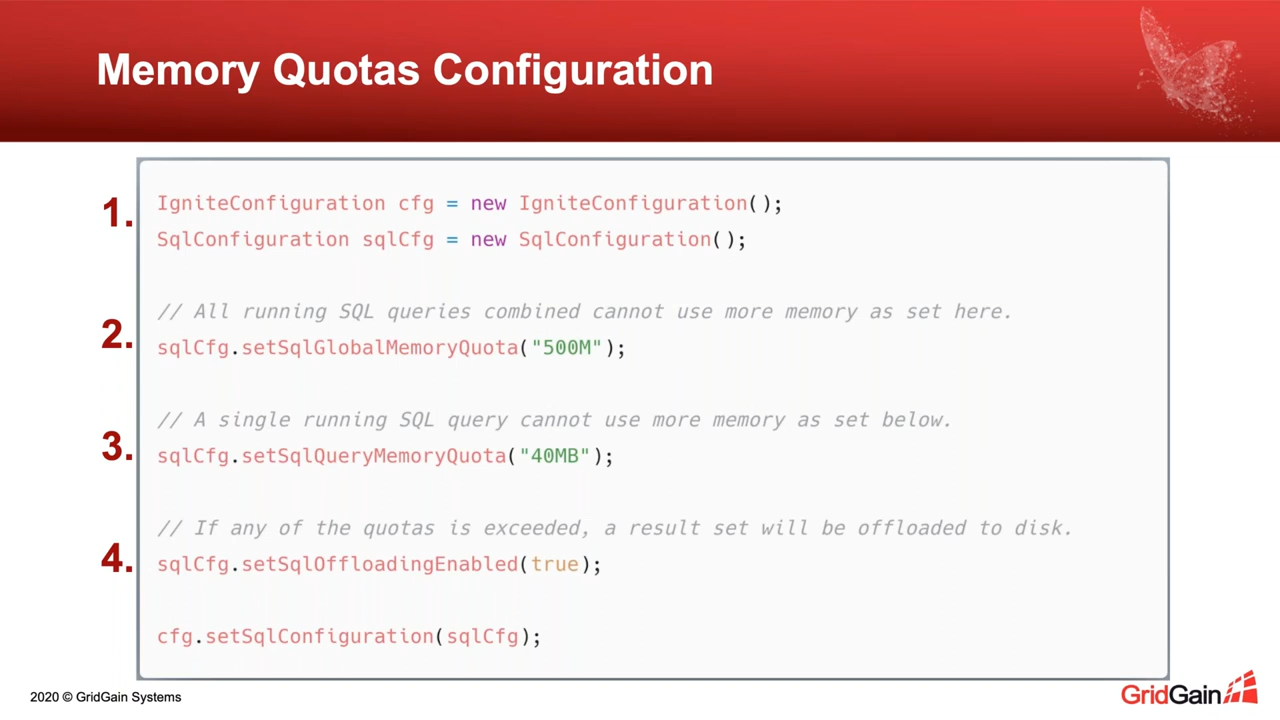 Memory Quotas Configuration
1.
IgniteConfiguration cfg = new IgniteConfiguration();
SqlConfiguration sqlCfg = new SqlConfiguration();
// All running SQL queries combined cannot use more memory as set here.
2.
sqlCfg.setSqlGlobalMemoryQuota("500M");
// A single running SQL query cannot use more memory as set below.
3.
sqlCfg.setSqlQueryMemoryQuota("40MB");
// If any of the quotas is exceeded, a result set will be offloaded to disk.
4.
sqlCfg.setSqlOffloadingEnabled(true);
cfg.setSqlConfiguration(sqlCfg);
2020 © GridGain Systems
GridGain